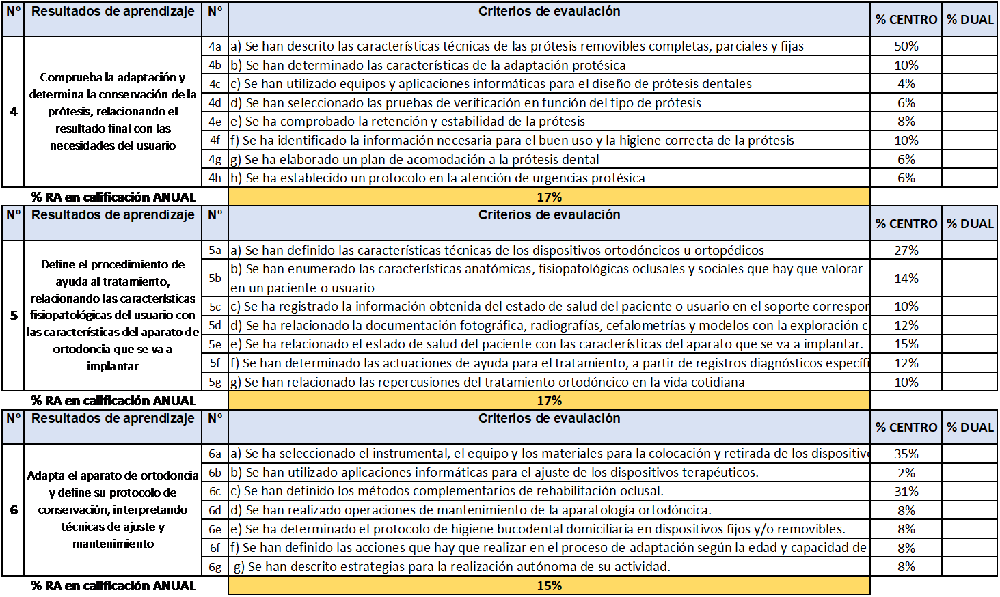 Nº Resultados de aprendizaje Nº Criterios de evaulación % CENTRO % DUAL
4 Comprueba la adaptación y determina la conservación de la prótesis, relacionando el resultado final con las necesidades del usuario
4a a) Se han descrito las características técnicas de las prótesis removibles completas, parciales y fijas 50%
4b b) Se han determinado las características de la adaptación protésica 10%
4c c) Se han utilizado equipos y aplicaciones informáticas para el diseño de prótesis dentales 4%
4d d) Se han seleccionado las pruebas de verificación en función del tipo de prótesis 6%
4e e) Se ha comprobado la retención y estabilidad de la prótesis 8%
4f f) Se ha identificado la información necesaria para el buen uso y la higiene correcta de la prótesis 10%
4g g) Se ha elaborado un plan de acomodación a la prótesis dental 6%
4h h) Se ha establecido un protocolo en la atención de urgencias protésica 6%
% RA en calificación ANUAL 17%
Nº Resultados de aprendizaje Nº Criterios de evaulación % CENTRO % DUAL
5 Define el procedimiento de ayuda al tratamiento, relacionando las características fisiopatológicas del usuario con las características del aparato de ortodoncia que se va a implantar
5a a) Se han definido las características técnicas de los dispositivos ortodóncicos u ortopédicos 27%
5b b) Se han enumerado las características anatómicas, fisiopatológicas oclusales y sociales que hay que valorar
en un paciente o usuario 14%
5c c) Se ha registrado la información obtenida del estado de salud del paciente o usuario en el soporte correspon 10%
5d d) Se ha relacionado la documentación fotográfica, radiografías, cefalometrías y modelos con la exploración c 12%
5e e) Se ha relacionado el estado de salud del paciente con las características del aparato que se va a implantar. 15%
5f f) Se han determinado las actuaciones de ayuda para el tratamiento, a partir de registros diagnósticos específi 12%
5g g) Se han relacionado las repercusiones del tratamiento ortodóncico en la vida cotidiana 10%
% RA en calificación ANUAL 17%
Nº Resultados de aprendizaje Nº Criterios de evaulación % CENTRO % DUAL
6 Adapta el aparato de ortodoncia y define su protocolo de conservación, interpretando técnicas de ajuste y mantenimiento
6a a) Se ha seleccionado el instrumental, el equipo y los materiales para la colocación y retirada de los dispositivo 35%
6b b) Se han utilizado aplicaciones informáticas para el ajuste de los dispositivos terapéuticos. 2%
6c c) Se han definido los métodos complementarios de rehabilitación oclusal. 31%
6d d) Se han realizado operaciones de mantenimiento de la aparatología ortodóncica. 8%
6e e) Se ha determinado el protocolo de higiene bucodental domiciliaria en dispositivos fijos y/o removibles. 8%
6f f) Se han definido las acciones que hay que realizar en el proceso de adaptación según la edad y capacidad de 8%
6g g) Se han descrito estrategias para la realización autónoma de su actividad. 8%
% RA en calificación ANUAL 15%